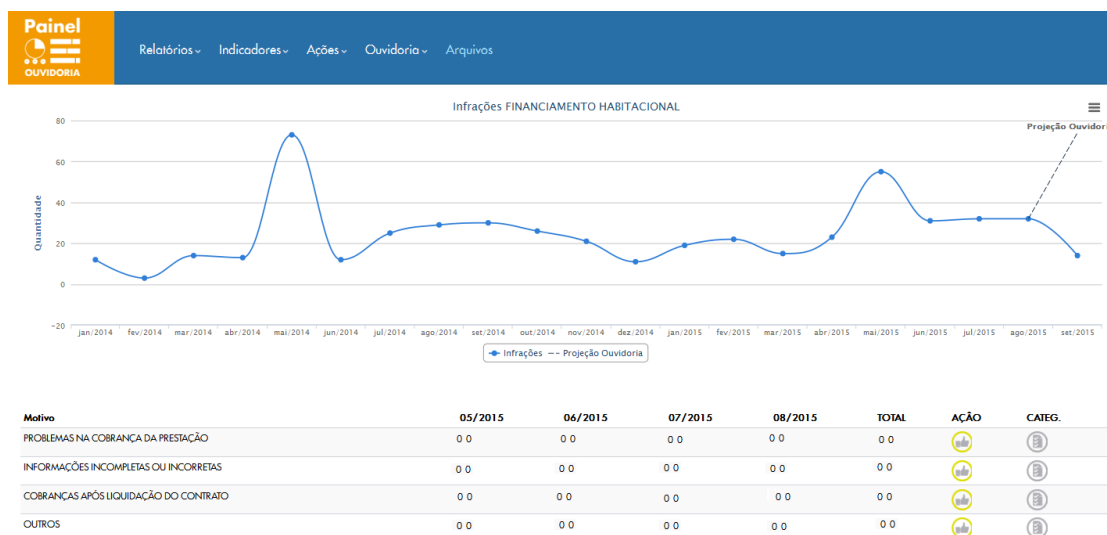 Painel
OUVIDORIA
Relatórios Indicadores Ações Ouvidoria Arquivos
Infrações FINANCIAMENTO HABITACIONAL
Projeção Ouvidori
80
60
40
20
0
-20
Quantidade
jan/2014 fev/2014 mar/2014 abr/2014 mai/2014 jun/2014 jul/2014 ago/2014 set/2014 out/2014 nov/2014 dez/2014 jan/2015 fev/2015 mar/2015 abr/2015 mai/2015 jun/2015 jul/2015 ago/2015 set/2015
Infrações Projeção Ouvidoria
Motivo 05/2015 06/2015 07/2015 08/2015 TOTAL AÇÂO CATEG.
PROBLEMAS NA COBRANÇA DA PRESTAÇÃO 0 0 0 0 0 0 0 0 0 0
INFORMAÇÕES INCOMPLETAS OU INCORRETAS 0 0 0 0 0 0 0 0 0 0
COBRANÇAS APÓS LIQUIDAÇÃO DO CONTRATO 0 0 0 0 0 0 0 0 0 0
OUTROS 0 0 0 0 0 0 0 0 0 0